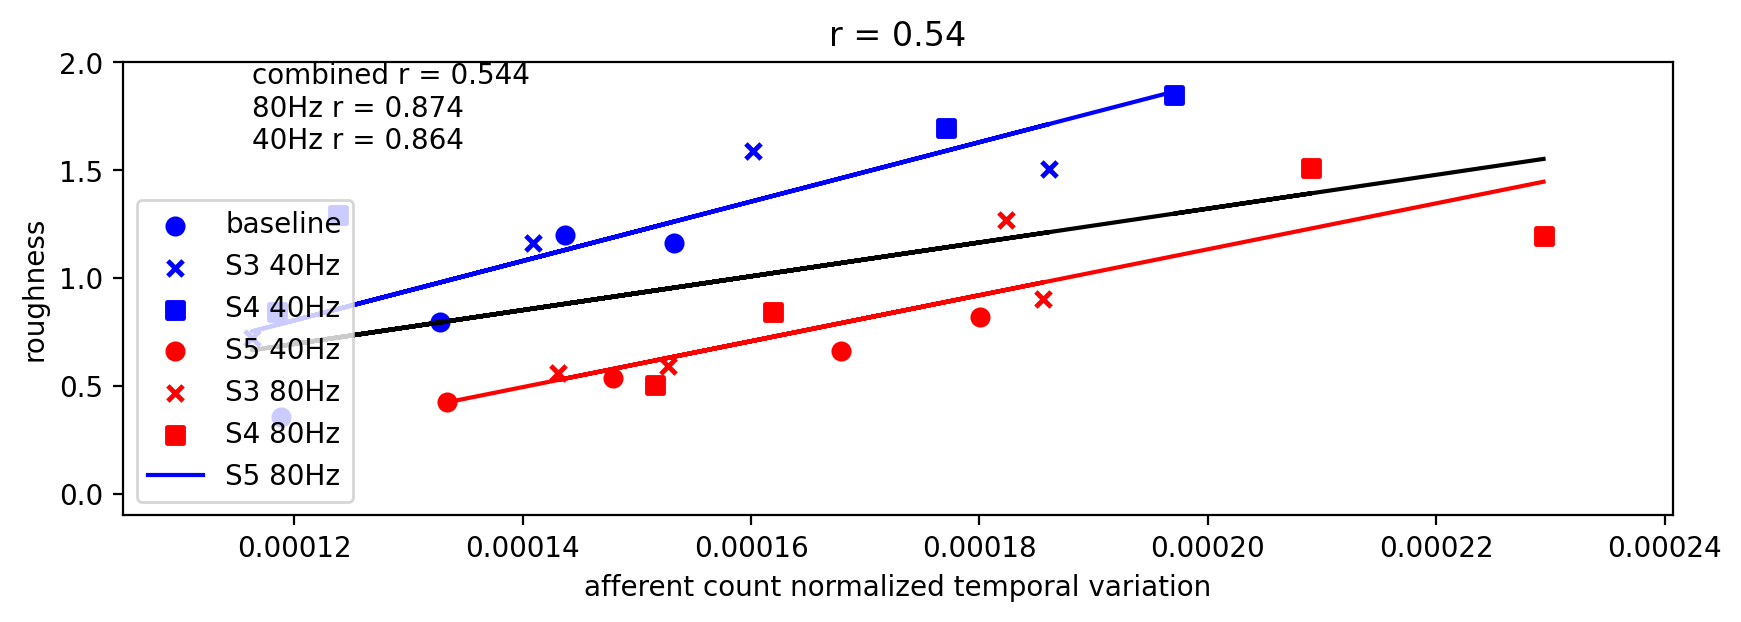 r = 0.54
combined r = 0.544
80Hz r = 0.874
40Hz r = 0.864
2.0
1.5
1.0
0.5
0.0
roughness
baseline
S3 40Hz
S4 40Hz
S5 40Hz
S3 80Hz
S4 80Hz
S5 80Hz
0.00012 0.00014 0.00016 0.00018 0.00020 0.00022 0.00024
afferent count normalized temporal variation